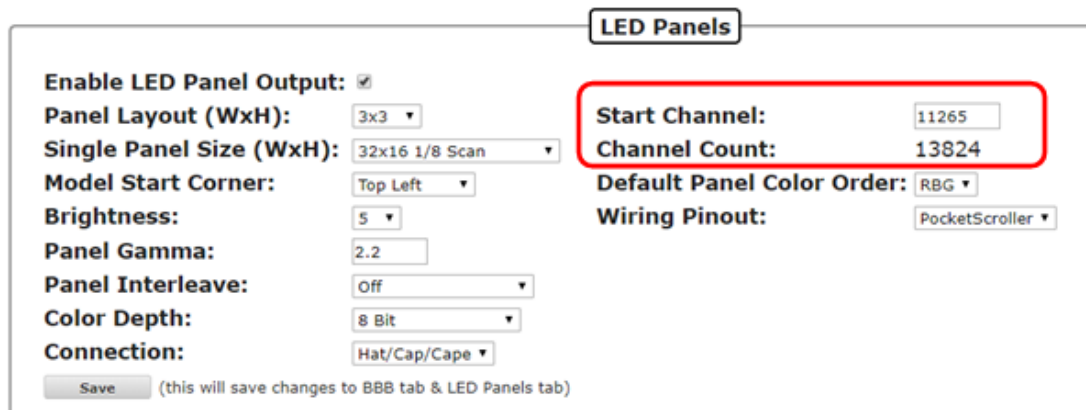 LED Panels
Enable LED Panel Output:
Panel Layout (WxH): 3x3 Start Channel: 11265
Single Panel Size (WxH): 32x16 1/8 Scan Channel Count: 13824
Model Start Corner: Top Left Default Panel Color Order: RBG
Brightness: 5 Wiring Pinout: PocketScroller
Panel Gamma: 2.2
Panel Interleave: Off
Color Depth: 8 Bit
Connection: Hat/Cap/Cape
Save (this will save changes to BBB tab & LED Panels tab)